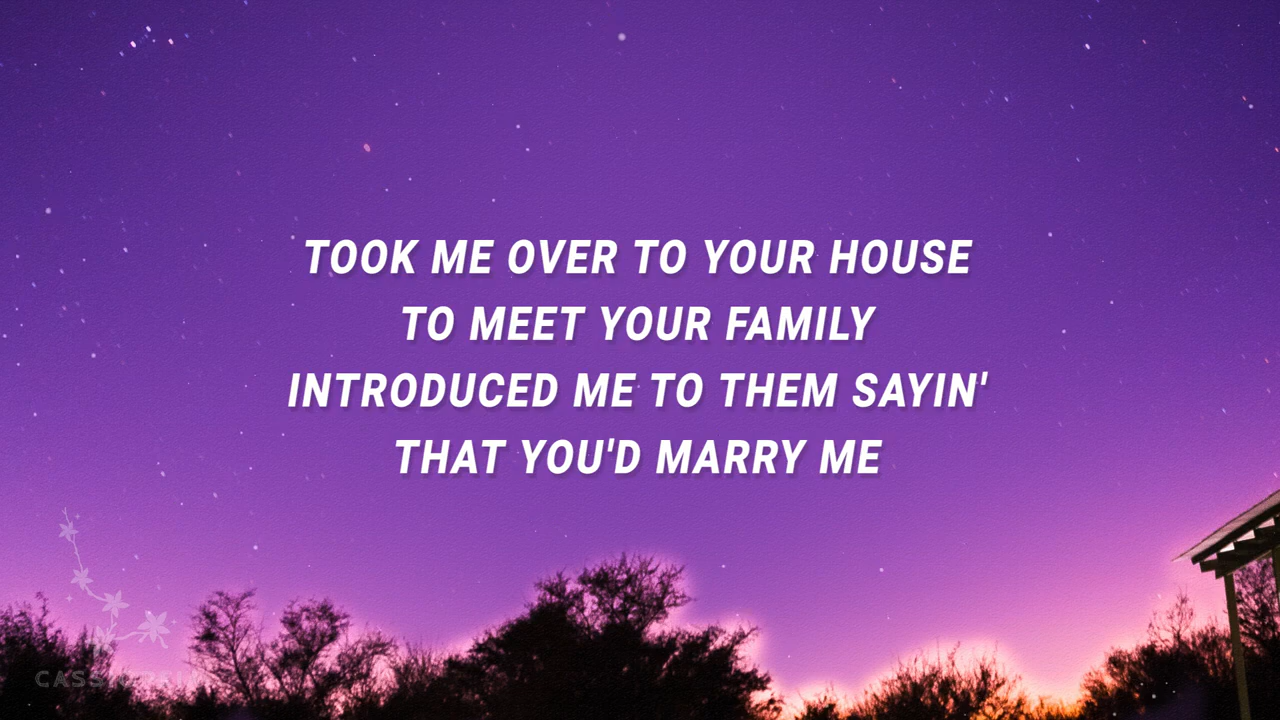 TOOK ME OVER TO YOUR HOUSE
TO MEET YOUR FAMILY
INTRODUCED ME TO THEM SAYIN'
THAT YOU'D MARRY ME